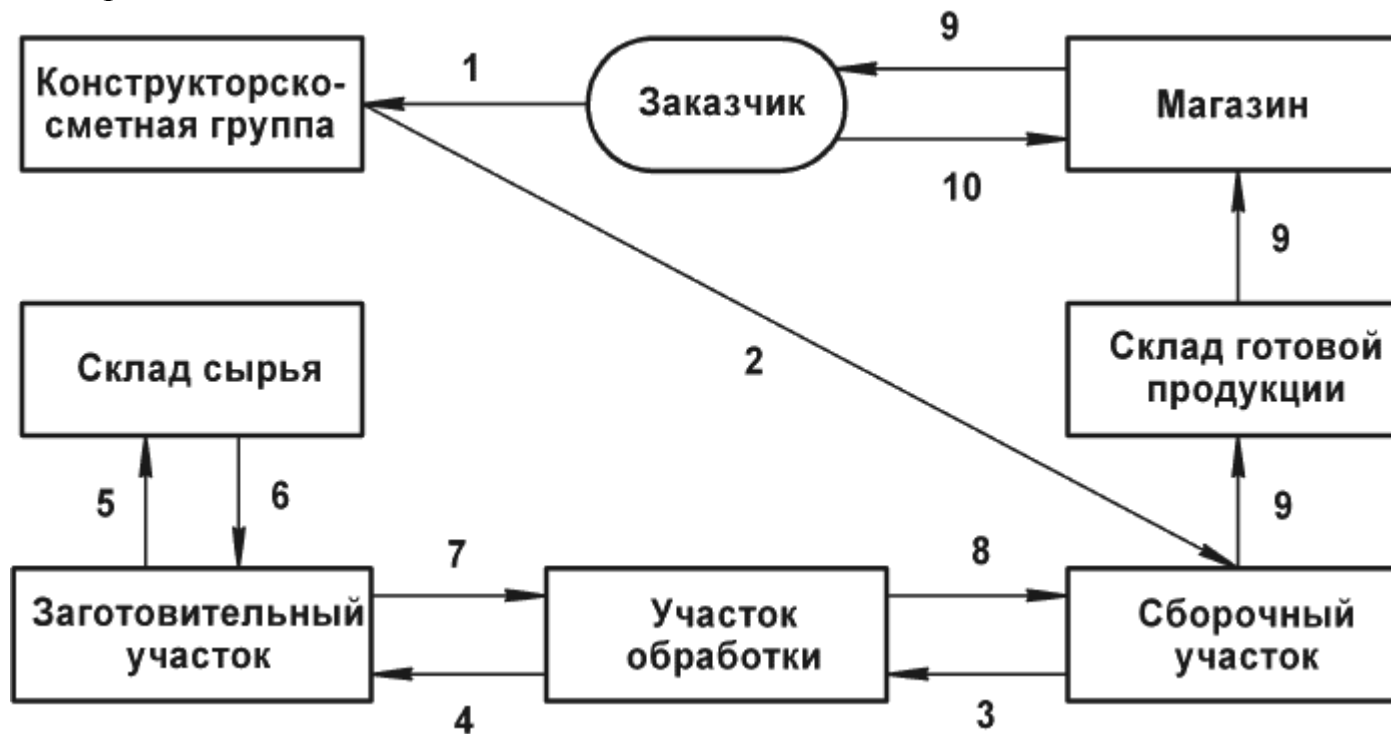 9
1
Конструкторско-
сметная группа
Заказчик
Магазин
10
9
Склад сырья
2
Склад готовой
продукции
5
6
9
7
8
Заготовительный
участок
Участок
обработки
Сборочный
участок
4
3